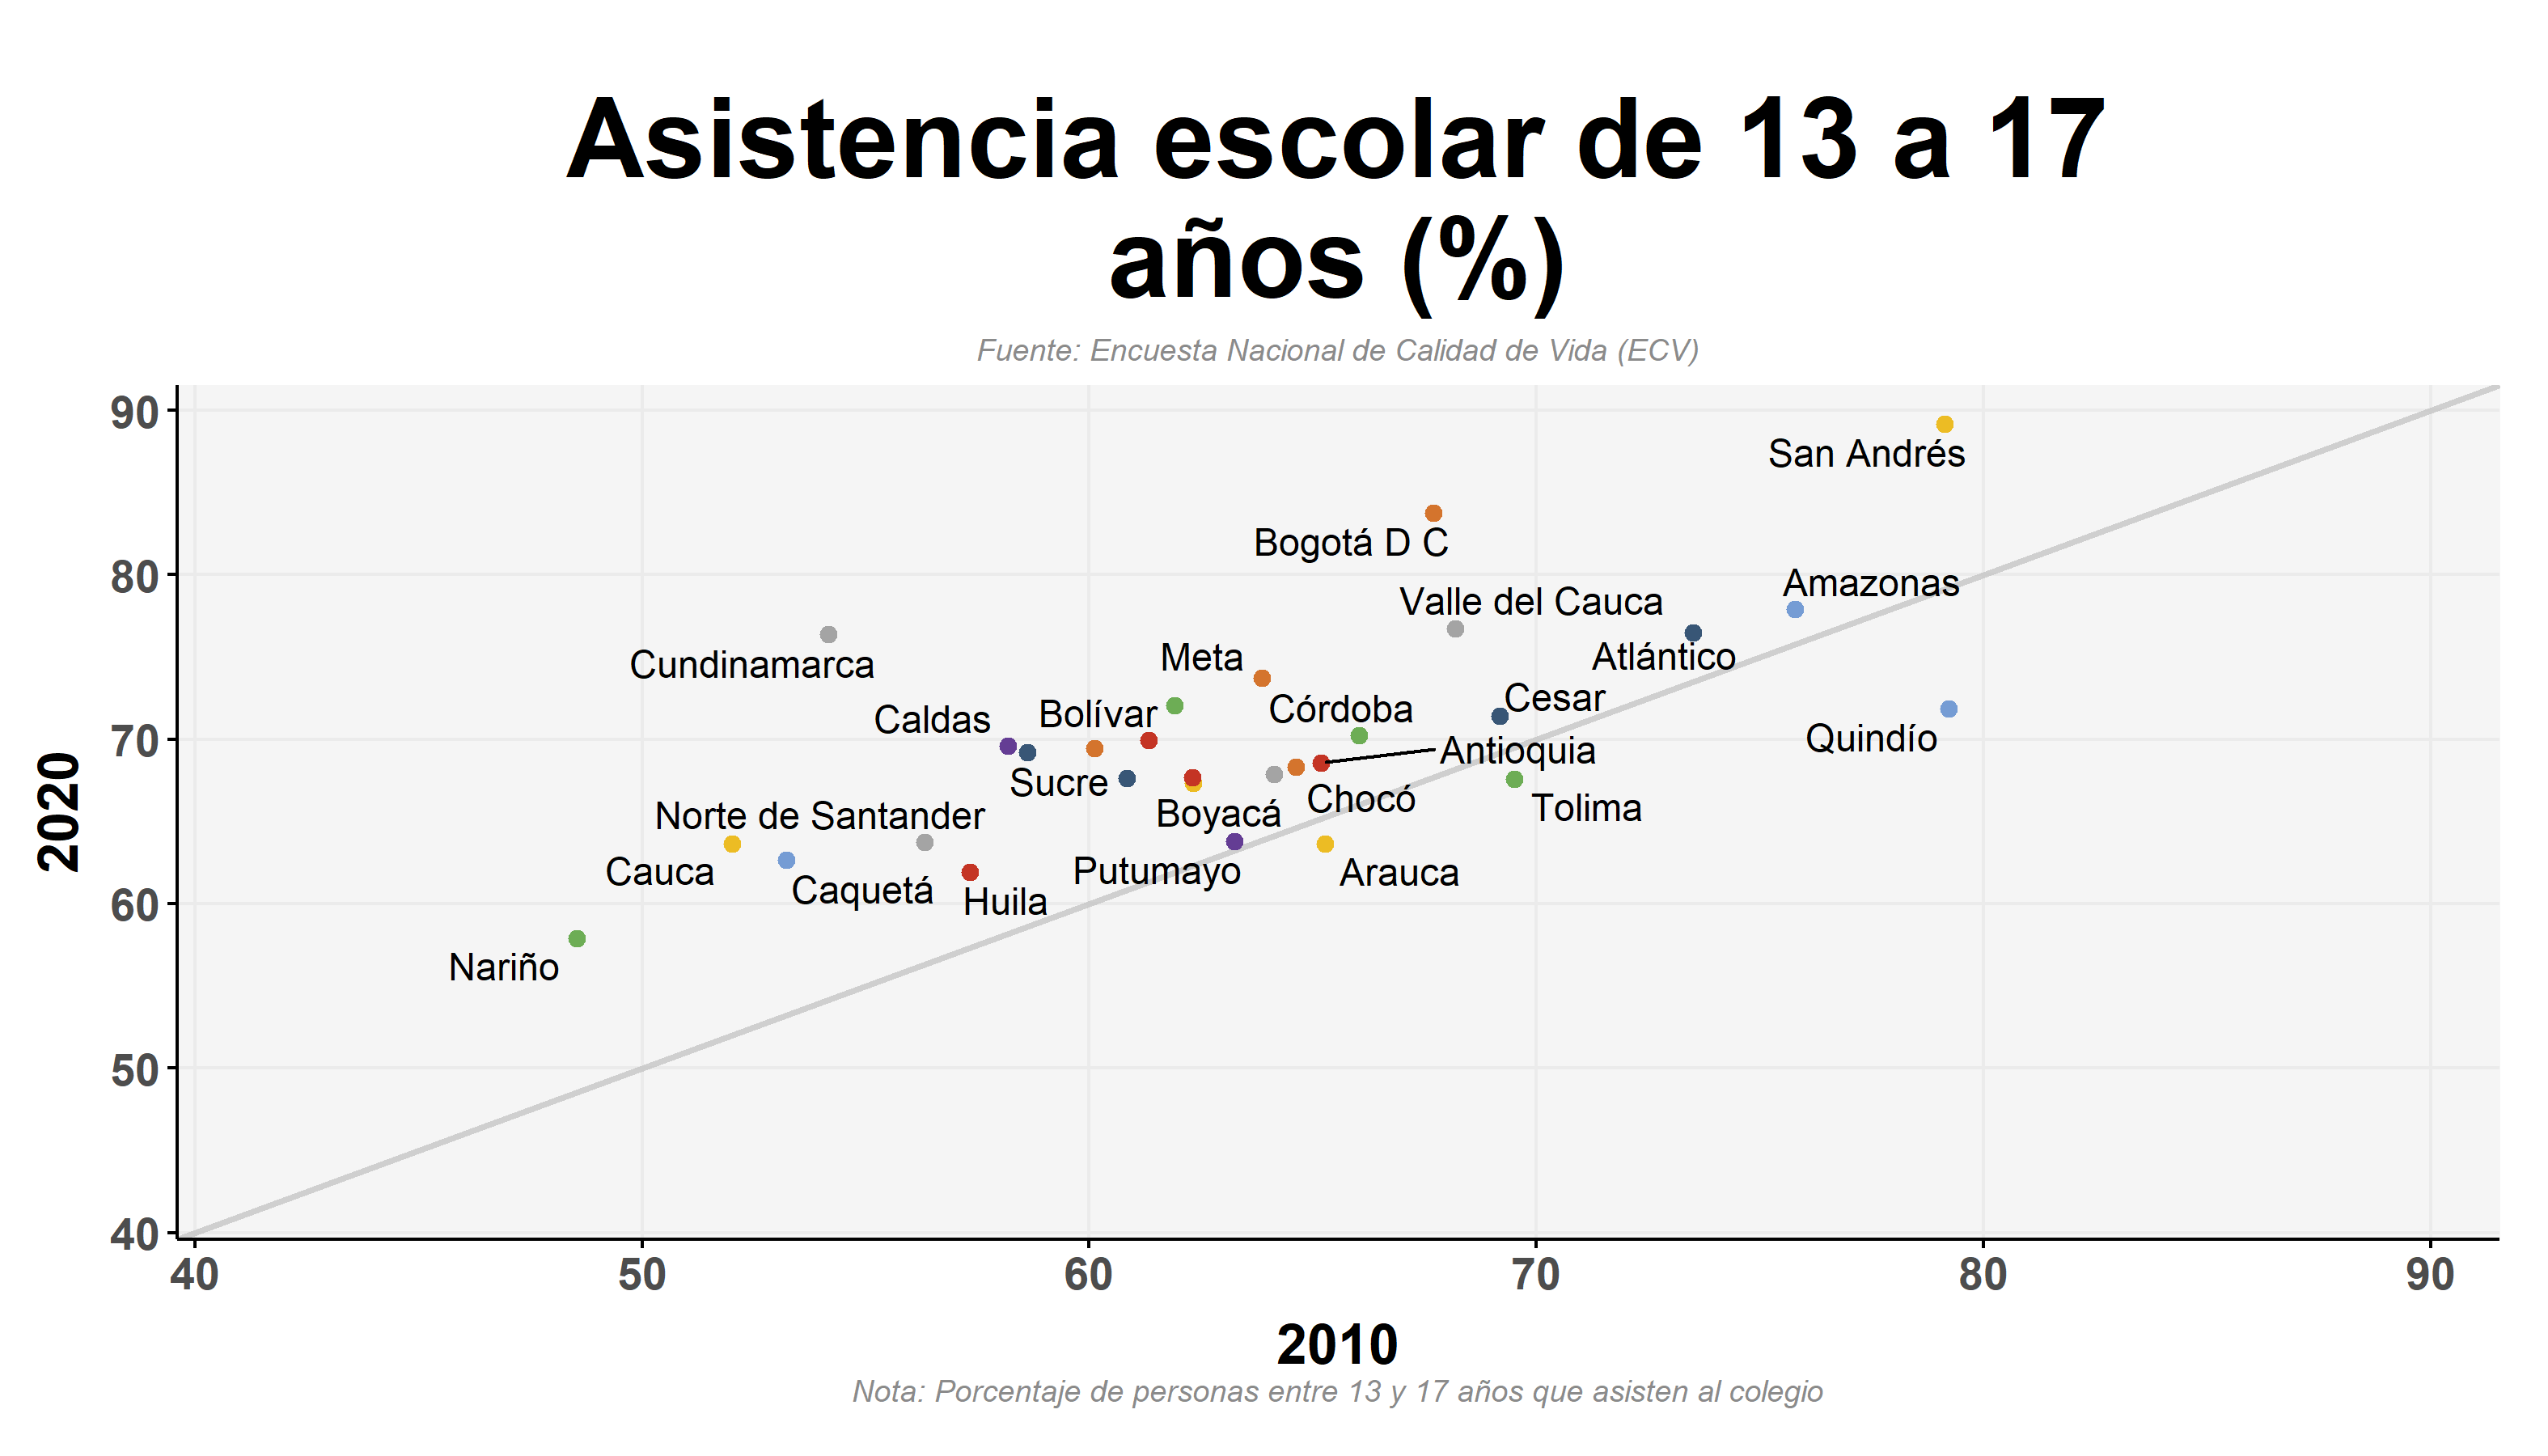 Asistencia escolar de 13 a 17
años (%)
Fuente: Encuesta Nacional de Calidad de Vida (ECV)
90
San Andrés
Bogotá D C
80
Amazonas
Valle del Cauca
Cundinamarca
Meta
Atlántico
Cesar
Córdoba
Bolívar
Caldas
70
Quindío
Antioquia
Sucre
Chocó
Tolima
Boyacá
Norte de Santander
Cauca
Putumayo
Arauca
Caquetá
Huila
60
Nariño
50
40
2020
40 50 60 70 80 90
2010
Nota: Porcentaje de personas entre 13 y 17 años que asisten al colegio